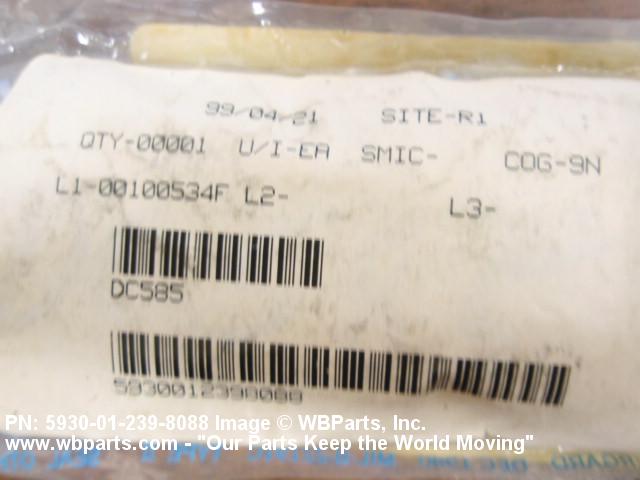 99/04/21 SITE-R1
QTY-00001 U/I-EA SMIC- COG-9N
L1-00100534F L2- L3-
DC585
5930012398088
PN: 5930-01-239-8088 Image © WBParts, Inc.
www.wbparts.com - "Our Parts Keep the World Moving"